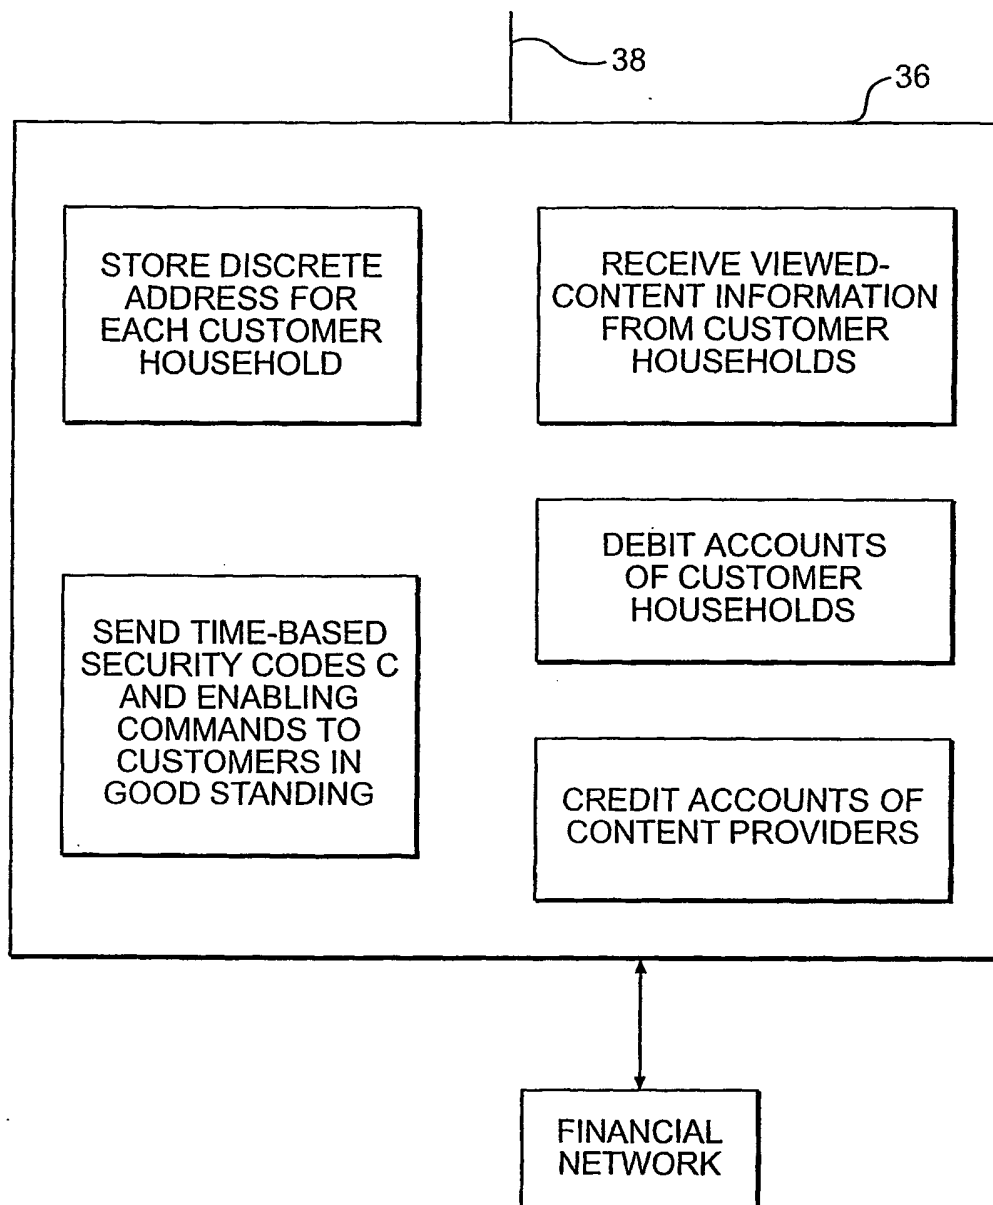 38
36
STORE DISCRETE
ADDRESS FOR
EACH CUSTOMER
HOUSEHOLD
RECEIVE VIEWED-
CONTENT INFORMATION
FROM CUSTOMER
HOUSEHOLDS
SEND TIME-BASED
SECURITY CODES C
AND ENABLING
COMMANDS TO
CUSTOMERS IN
GOOD STANDING
DEBIT ACCOUNTS
OF CUSTOMER
HOUSEHOLDS
CREDIT ACCOUNTS OF
CONTENT PROVIDERS
FINANCIAL
NETWORK